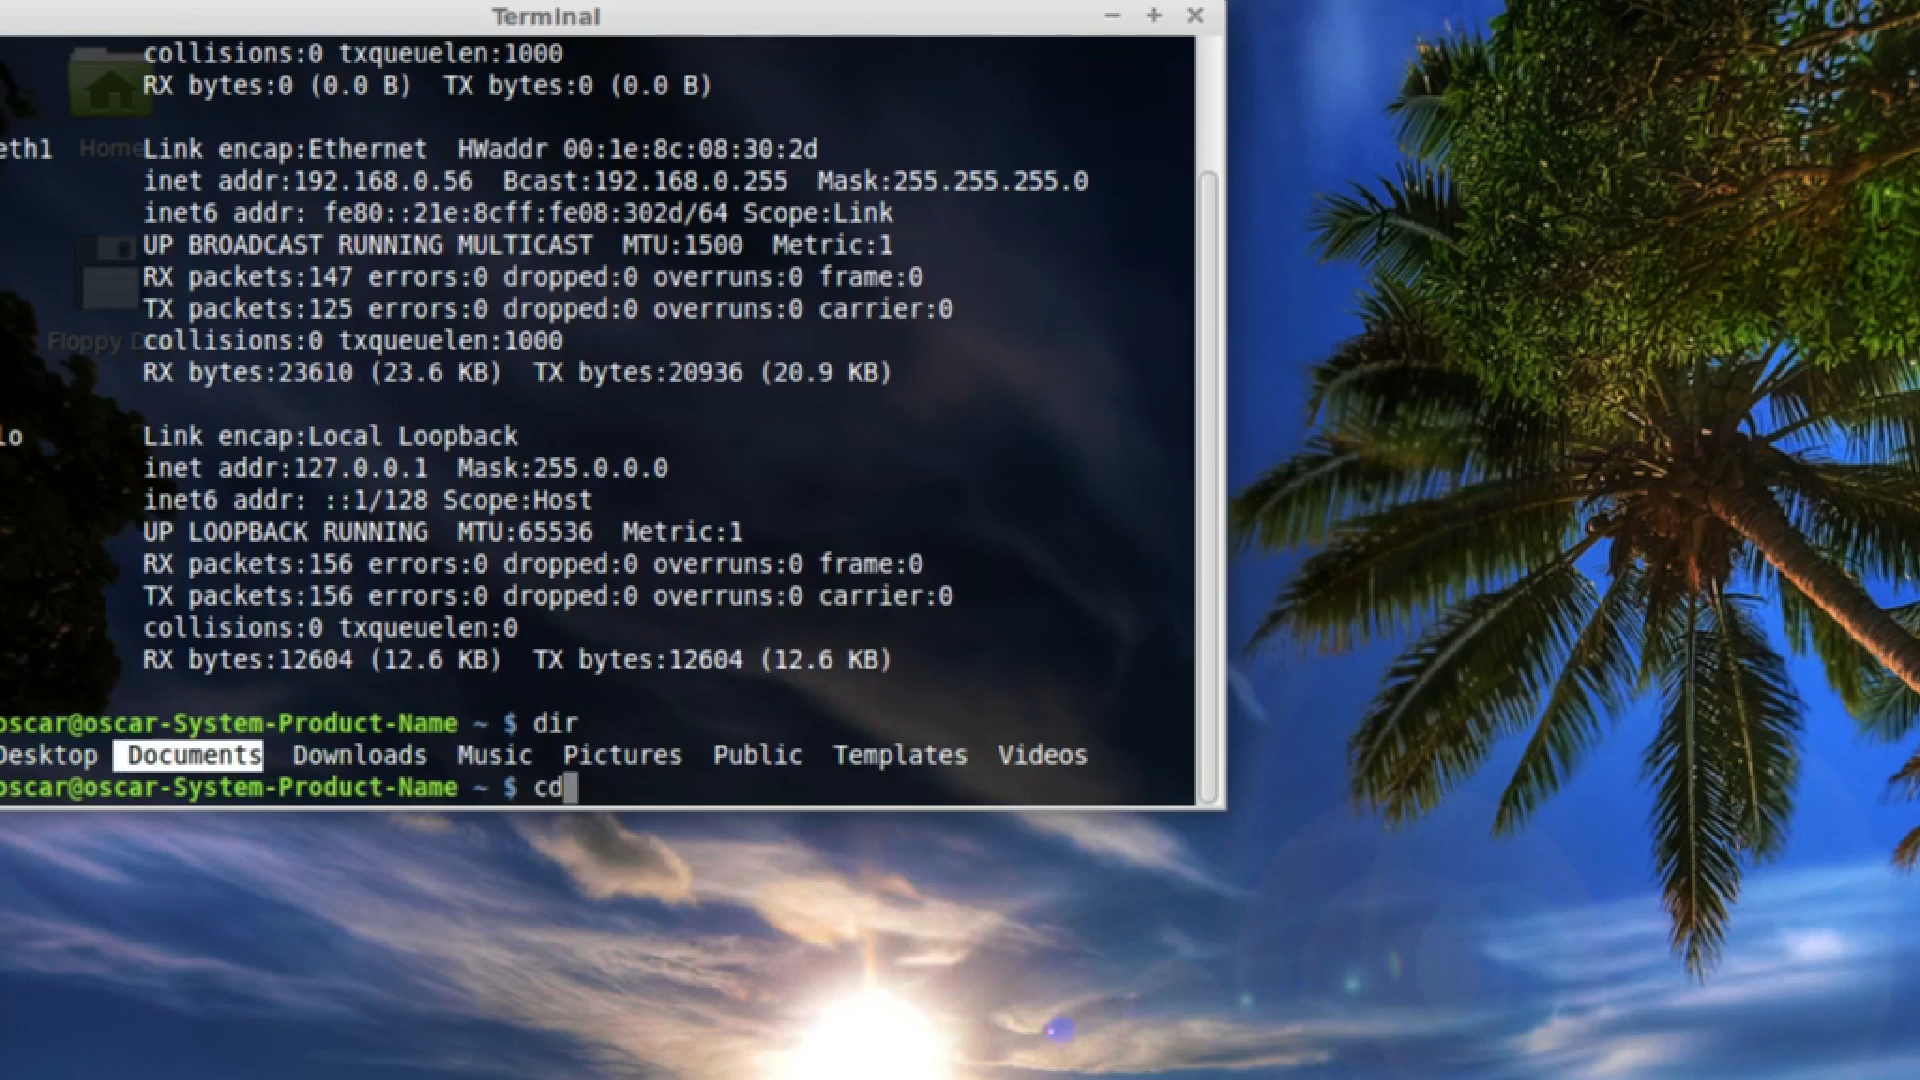 Terminal
collisions:0 txqueuelen:1000
RX bytes:0 (0.0 B)  TX bytes:0 (0.0 B)
Home
eth1  Link encap:Ethernet  HWaddr 00:1e:8c:08:30:2d
inet addr:192.168.0.56  Bcast:192.168.0.255  Mask:255.255.255.0
inet6 addr: fe80::21e:8cff:fe08:302d/64 Scope:Link
UP BROADCAST RUNNING MULTICAST  MTU:1500  Metric:1
RX packets:147 errors:0 dropped:0 overruns:0 frame:0
TX packets:125 errors:0 dropped:0 overruns:0 carrier:0
Floppy
collisions:0 txqueuelen:1000
RX bytes:23610 (23.6 KB)  TX bytes:20936 (20.9 KB)
lo  Link encap:Local Loopback
inet addr:127.0.0.1  Mask:255.0.0.0
inet6 addr: ::1/128 Scope:Host
UP LOOPBACK RUNNING  MTU:65536  Metric:1
RX packets:156 errors:0 dropped:0 overruns:0 frame:0
TX packets:156 errors:0 dropped:0 overruns:0 carrier:0
collisions:0 txqueuelen:0
RX bytes:12604 (12.6 KB)  TX bytes:12604 (12.6 KB)
oscar@oscar-System-Product-Name ~ $ dir
Desktop  Documents  Downloads  Music  Pictures  Public  Templates  Videos
oscar@oscar-System-Product-Name ~ $ cd